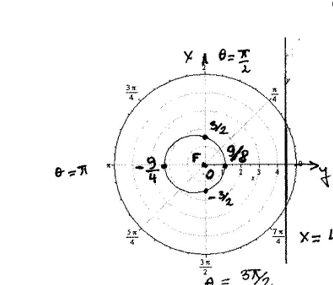 X θ = π/2
3π/4 π/4
3/2
θ = π -9/4 F 9/8
O 1 2 3 4 0 y
-3/2
5π/4 7π/4 X =
3π/2
θ = 3π/2